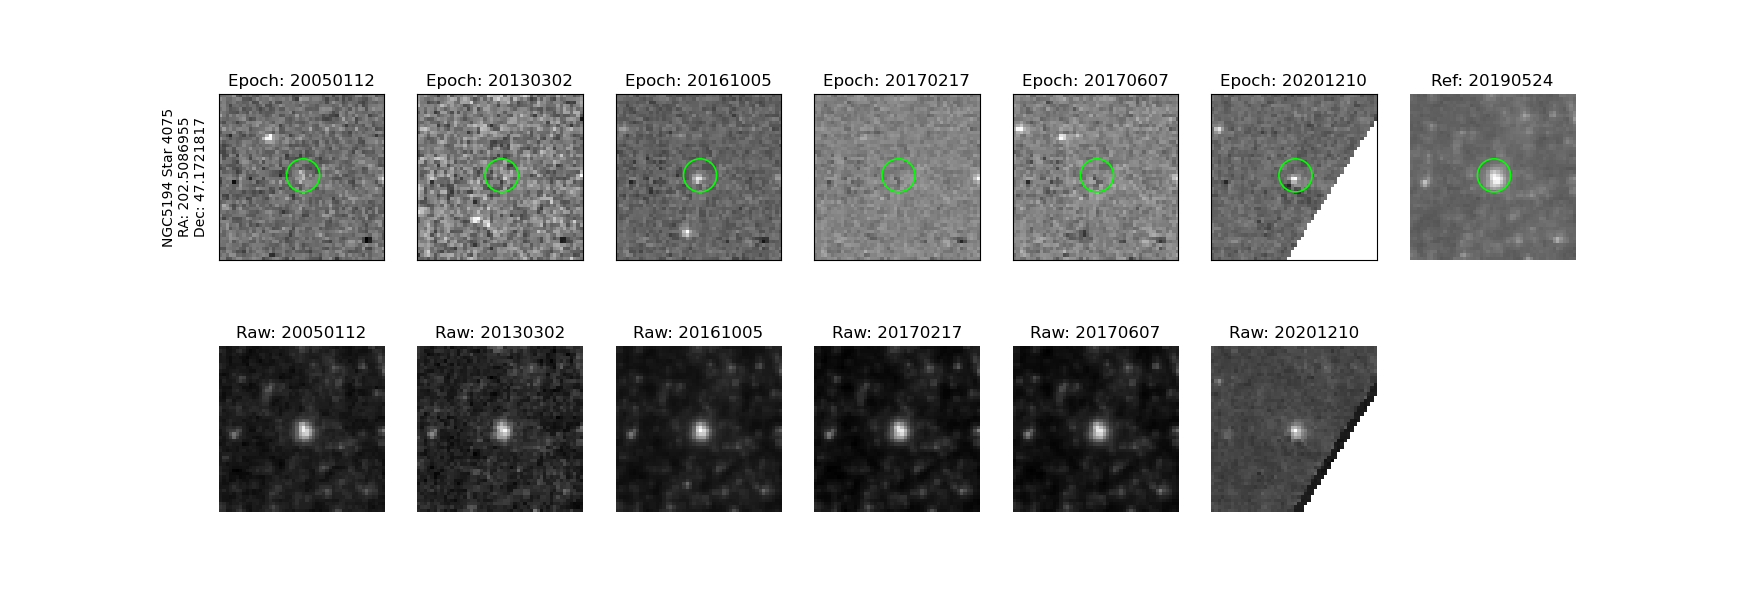 Epoch: 20050112
Epoch: 20130302
Epoch: 20161005
Epoch: 20170217
Epoch: 20170607
Epoch: 20201210
Ref: 20190524
NGC5194 Star 4075
RA: 202.5086955
Dec: 47.1721817
Raw: 20050112
Raw: 20130302
Raw: 20161005
Raw: 20170217
Raw: 20170607
Raw: 20201210